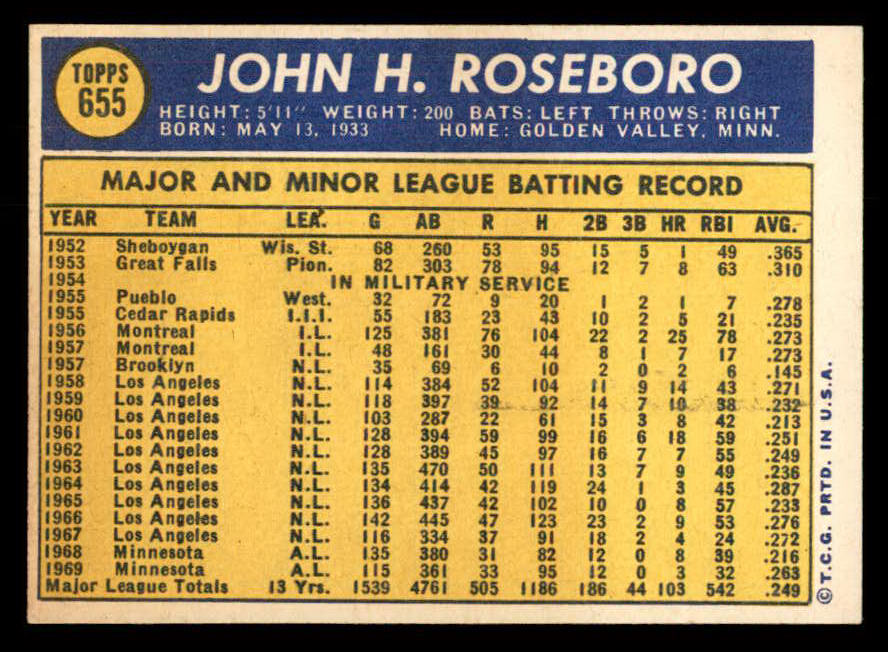 TOPPS
655
JOHN H. ROSEBORO
HEIGHT: 5'11" WEIGHT: 200 BATS: LEFT THROWS: RIGHT
BORN: MAY 13, 1933 HOME: GOLDEN VALLEY, MINN.
MAJOR AND MINOR LEAGUE BATTING RECORD
YEAR TEAM LEA. G AB R H 2B 3B HR RBI AVG.
1952 Sheboygan Wis. St. 68 260 53 95 15 5 1 49 .365
1953 Great Falls Pion. 82 303 78 94 12 7 8 63 .310
1954 IN MILITARY SERVICE
1955 Pueblo West. 32 72 9 20 1 2 1 7 .278
1955 Cedar Rapids I.I.I. 55 183 23 43 10 2 5 21 .235
1956 Montreal I.L. 125 381 76 104 22 2 25 78 .273
1957 Montreal I.L. 48 161 30 44 8 1 7 17 .273
1957 Brooklyn N.L. 35 69 6 10 2 0 2 6 .145
1958 Los Angeles N.L. 114 384 52 104 11 9 14 43 .271
1959 Los Angeles N.L. 118 397 39 92 14 7 10 38 .232
1960 Los Angeles N.L. 103 287 22 61 15 3 8 42 .213
1961 Los Angeles N.L. 128 394 59 99 16 6 18 59 .251
1962 Los Angeles N.L. 128 389 45 97 16 7 7 55 .249
1963 Los Angeles N.L. 135 470 50 111 13 7 9 49 .236
1964 Los Angeles N.L. 134 414 42 119 24 1 3 45 .287
1965 Los Angeles N.L. 136 437 42 102 10 0 8 57 .233
1966 Los Angeles N.L. 142 445 47 123 23 2 9 53 .276
1967 Los Angeles N.L. 116 334 37 91 18 2 4 24 .272
1968 Minnesota A.L. 135 380 31 82 12 0 8 39 .216
1969 Minnesota A.L. 115 361 33 95 12 0 3 32 .263
Major League Totals 13 Yrs. 1539 4761 505 1186 186 44 103 542 .249
©T.C.G. PRTD. IN U.S.A.